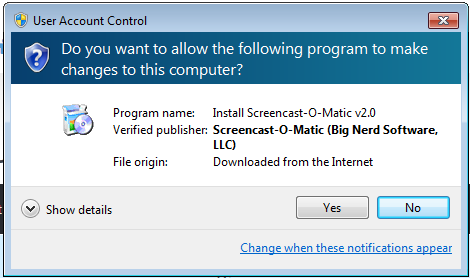 User Account Control
Do you want to allow the following program to make
changes to this computer?
Program name: Install Screencast-O-Matic v2.0
Verified publisher: Screencast-O-Matic (Big Nerd Software,
LLC)
File origin: Downloaded from the Internet
Show details Yes No
Change when these notifications appear